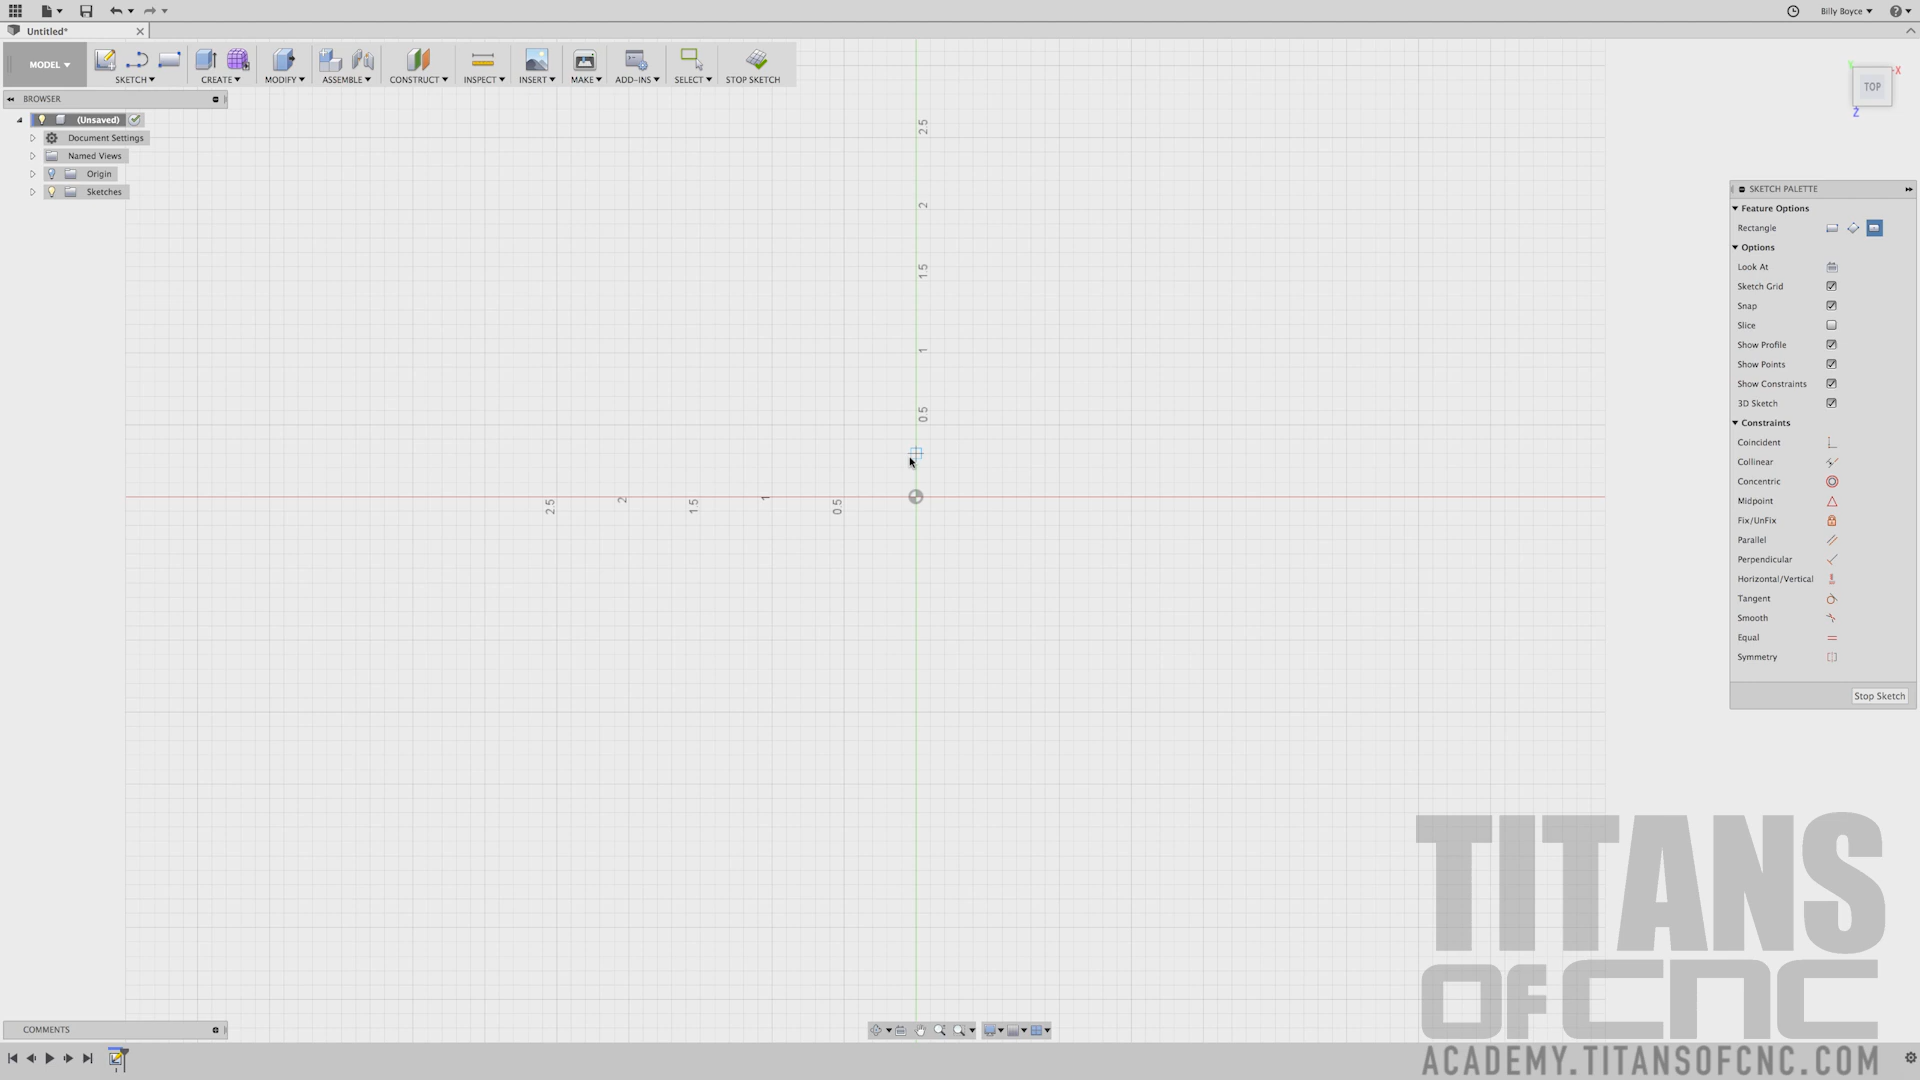 Billy Boyce
Untitled*
MODEL
SKETCH
CREATE
MODIFY
ASSEMBLE
CONSTRUCT
INSPECT
INSERT
MAKE
ADD-INS
SELECT
STOP SKETCH
BROWSER
(Unsaved)
Document Settings
Named Views
Origin
Sketches
TOP
X
Y
Z
2.5
2
1.5
1
0.5
2.5
2
1.5
1
0.5
SKETCH PALETTE
Feature Options
Rectangle
Options
Look At
Sketch Grid
Snap
Slice
Show Profile
Show Points
Show Constraints
3D Sketch
Constraints
Coincident
Collinear
Concentric
Midpoint
Fix/UnFix
Parallel
Perpendicular
Horizontal/Vertical
Tangent
Smooth
Equal
Symmetry
Stop Sketch
TITANS
OF CNC
ACADEMY.TITANSOFCNC.COM
COMMENTS